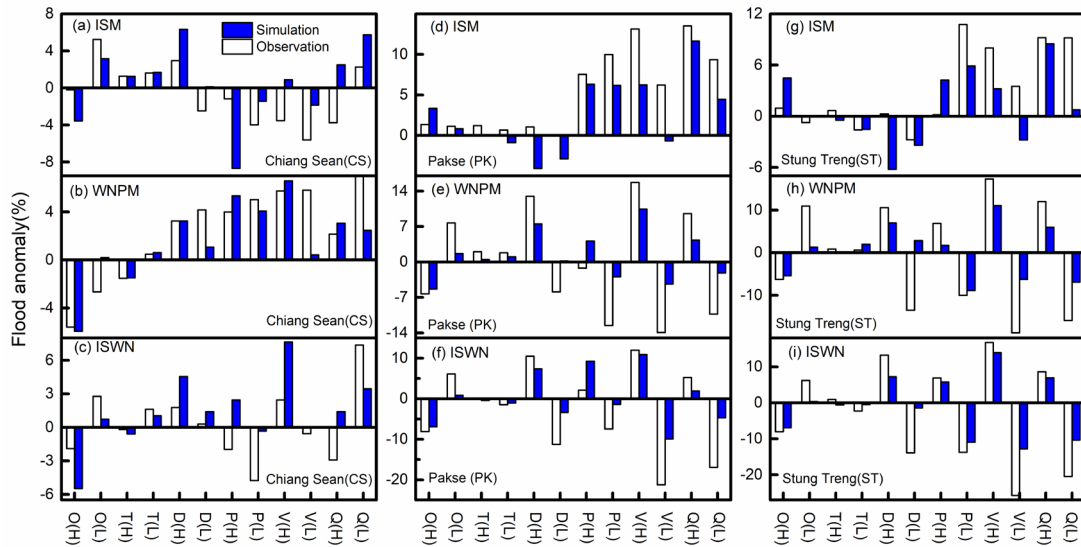 (a) ISM
Simulation
Observation
Chiang Sean(CS)
8
4
0
-4
-8
(b) WNPM
Chiang Sean(CS)
4
0
-4
(c) ISWN
Chiang Sean(CS)
6
3
0
-3
-6
Flood anomaly(%)
O(H) O(L) T(H) T(L) D(H) D(L) P(H) P(L) V(H) V(L) Q(H) Q(L)
(d) ISM
Pakse (PK)
10
5
0
(e) WNPM
Pakse (PK)
14
7
0
-7
-14
(f) ISWN
Pakse (PK)
10
0
-10
-20
O(H) O(L) T(H) T(L) D(H) D(L) P(H) P(L) V(H) V(L) Q(H) Q(L)
(g) ISM
Stung Treng(ST)
12
6
0
-6
(h) WNPM
Stung Treng(ST)
10
0
-10
(i) ISWN
Stung Treng(ST)
10
0
-10
-20
O(H) O(L) T(H) T(L) D(H) D(L) P(H) P(L) V(H) V(L) Q(H) Q(L)